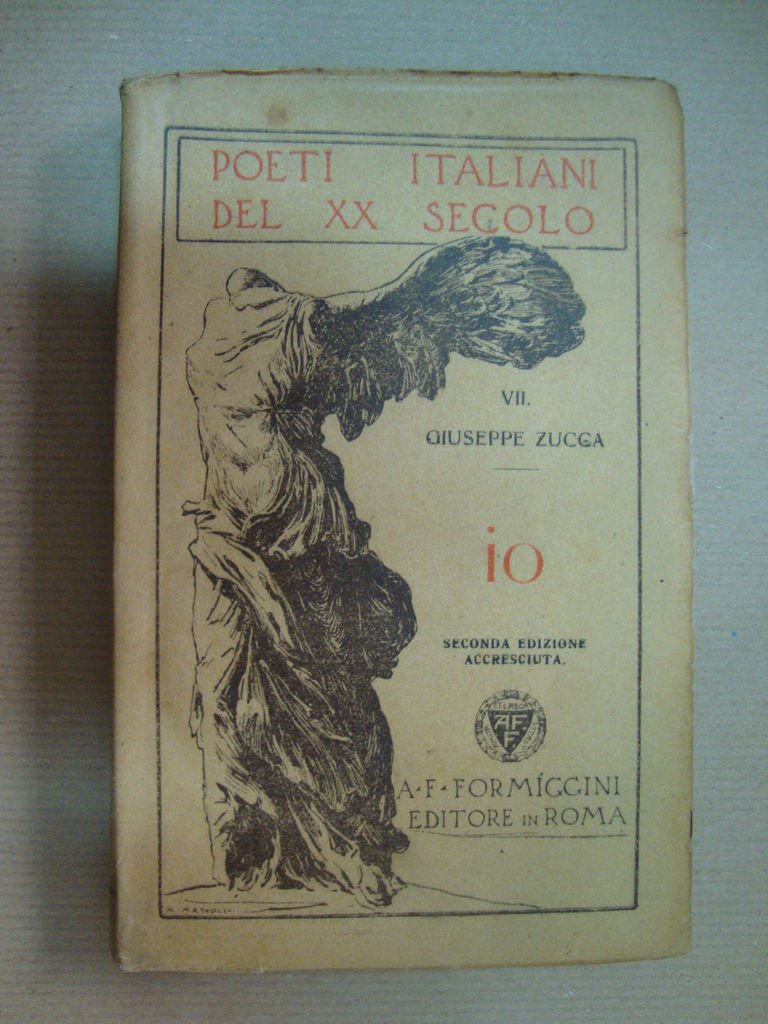 POETI ITALIANI
DEL XX SECOLO
VII.
GIUSEPPE ZUCCA
io
SECONDA EDIZIONE
ACCRESCIUTA.
A.F.
F.
A·F·FORMÍGGINI
EDITORE IN ROMA